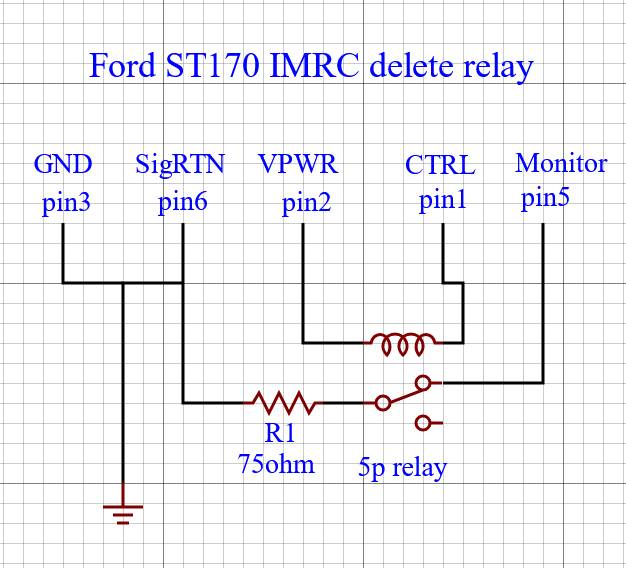 Ford ST170 IMRC delete relay
GND SigRTN VPWR CTRL Monitor
pin3 pin6 pin2 pin1 pin5
R1
75ohm 5p relay